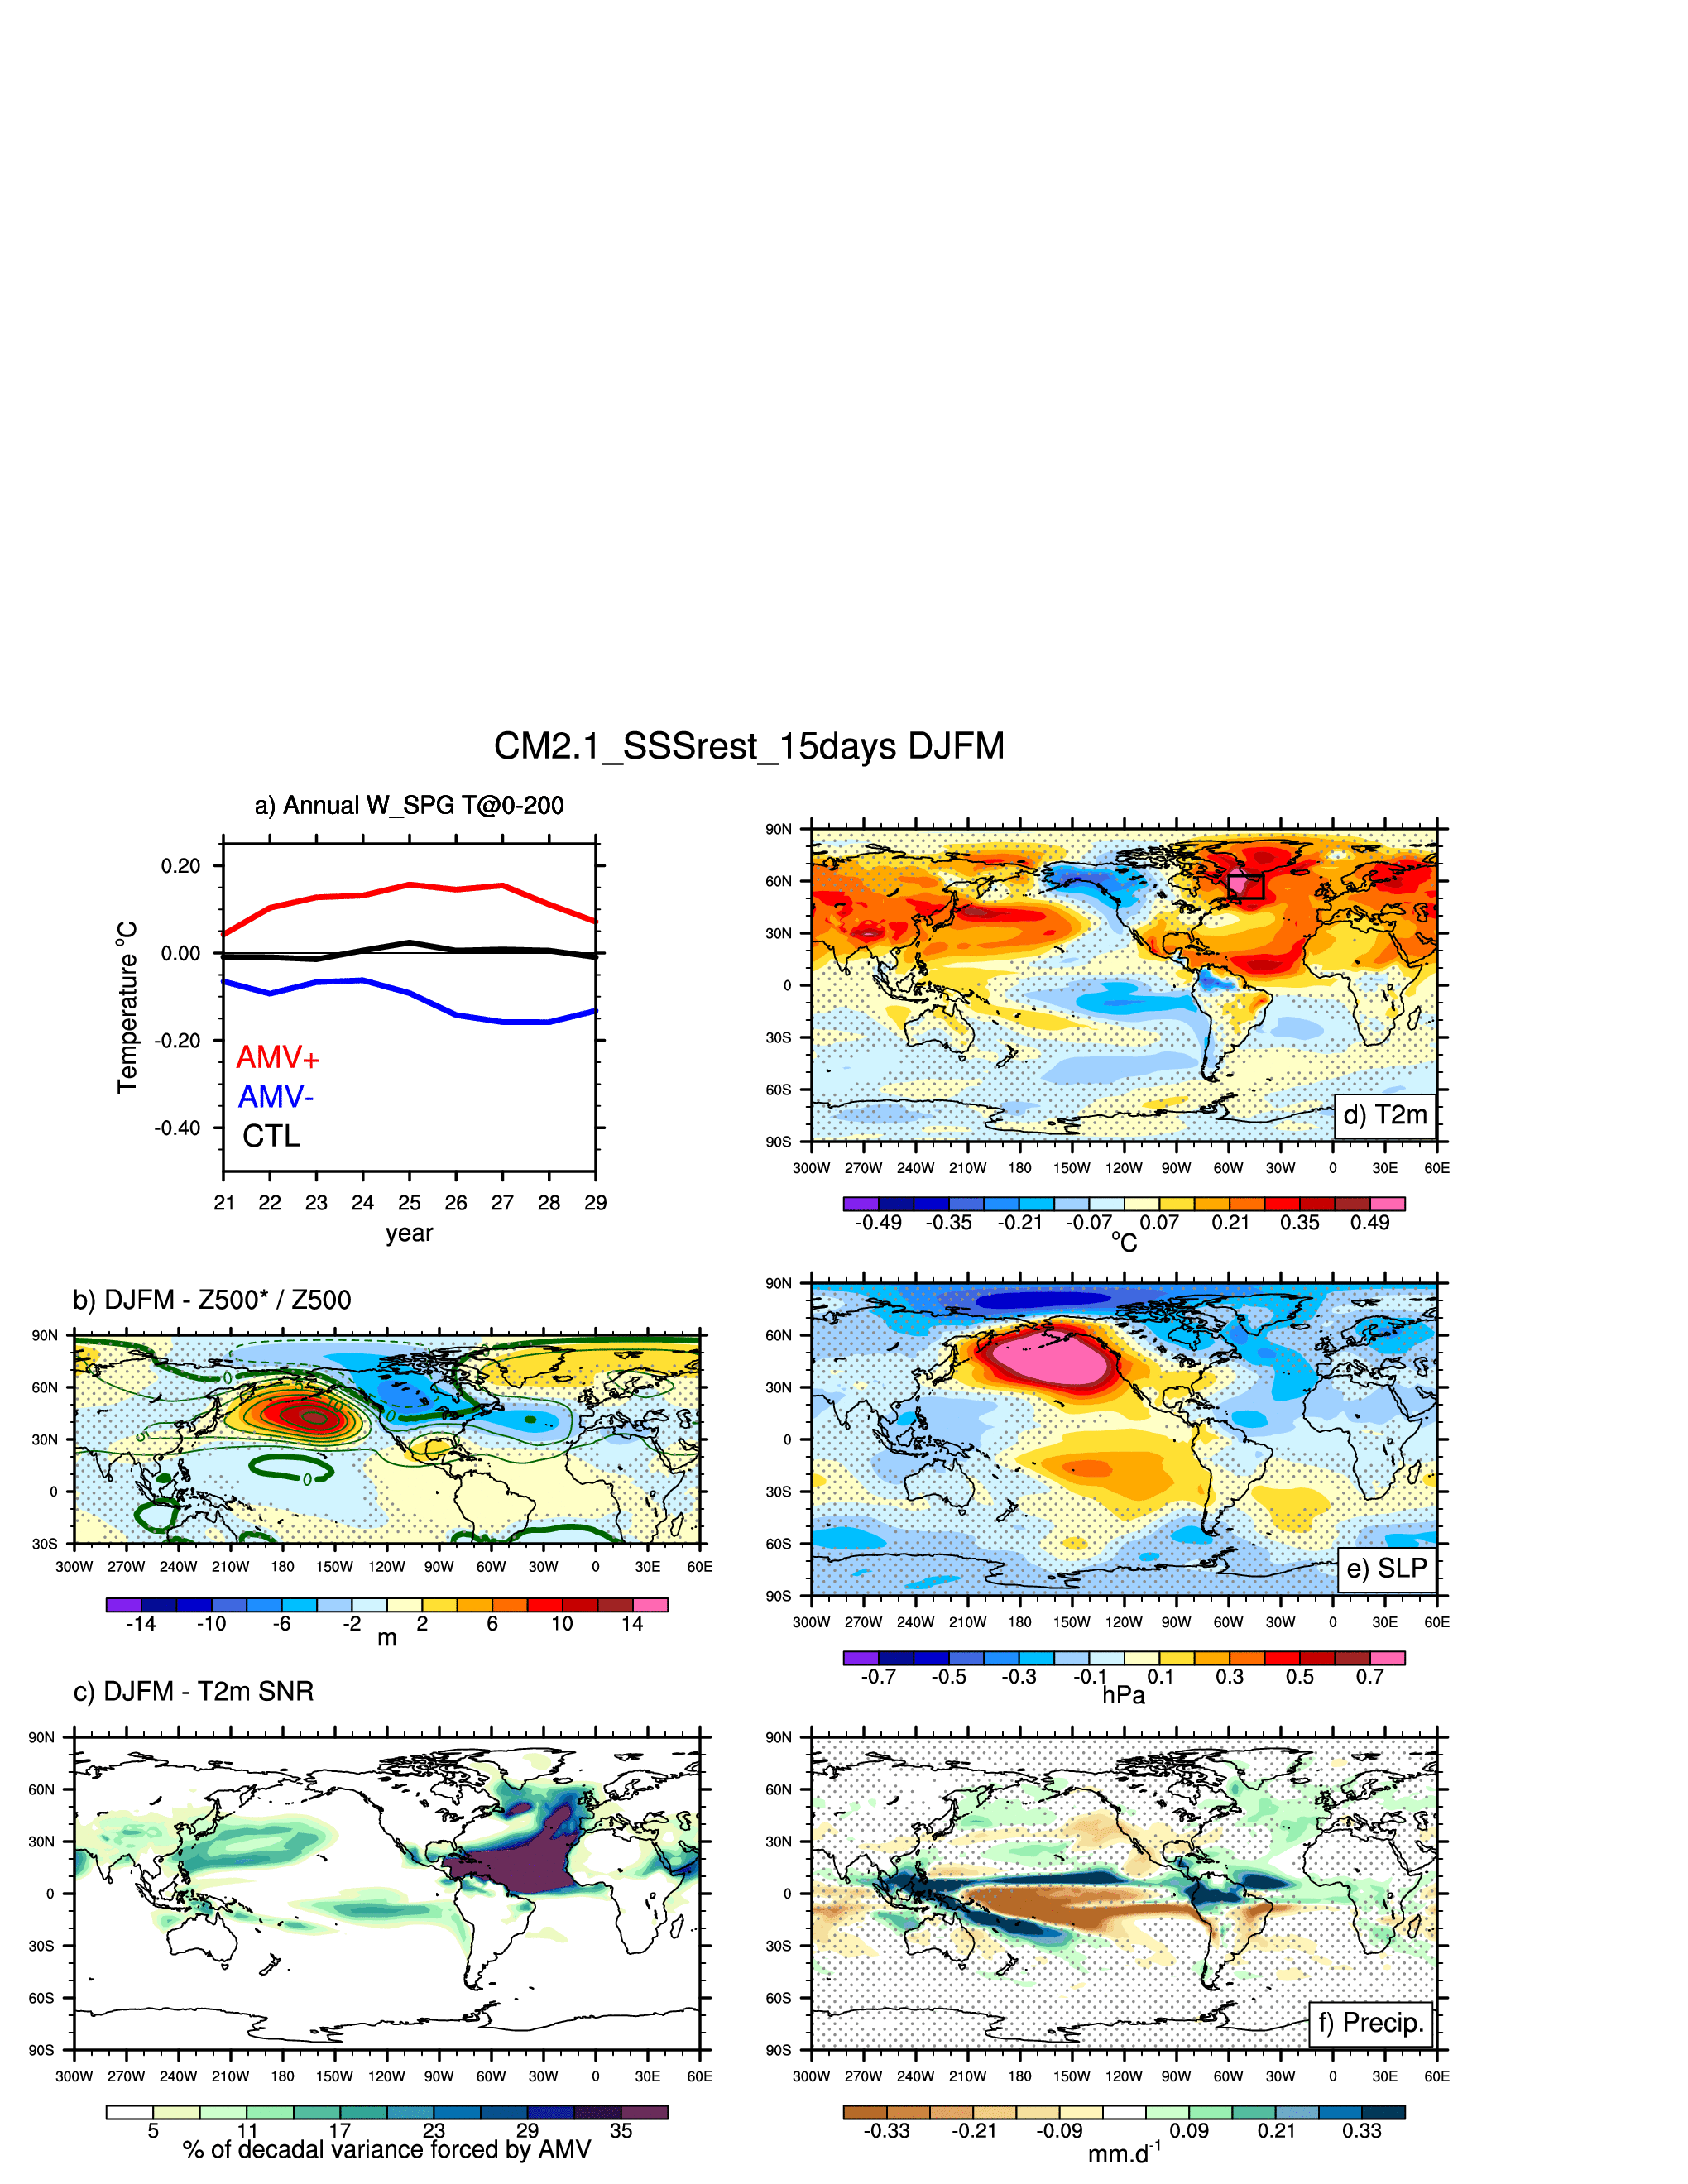 CM2.1_SSSrest_15days DJFM
a) Annual W_SPG T@0-200
0.20
0.00
-0.20
-0.40
Temperature °C
AMV+
AMV-
CTL
21 22 23 24 25 26 27 28 29
year
b) DJFM - Z500* / Z500
90N
60N
30N
0
30S
300W 270W 240W 210W 180 150W 120W 90W 60W 30W 0 30E 60E
-14 -10 -6 -2 2 6 10 14
m
c) DJFM - T2m SNR
90N
60N
30N
0
30S
60S
90S
300W 270W 240W 210W 180 150W 120W 90W 60W 30W 0 30E 60E
5 11 17 23 29 35
% of decadal variance forced by AMV
90N
60N
30N
0
30S
60S
90S
d) T2m
300W 270W 240W 210W 180 150W 120W 90W 60W 30W 0 30E 60E
-0.49 -0.35 -0.21 -0.07 0.07 0.21 0.35 0.49
°C
90N
60N
30N
0
30S
60S
90S
e) SLP
300W 270W 240W 210W 180 150W 120W 90W 60W 30W 0 30E 60E
-0.7 -0.5 -0.3 -0.1 0.1 0.3 0.5 0.7
hPa
90N
60N
30N
0
30S
60S
90S
f) Precip.
300W 270W 240W 210W 180 150W 120W 90W 60W 30W 0 30E 60E
-0.33 -0.21 -0.09 0.09 0.21 0.33
mm.d⁻¹